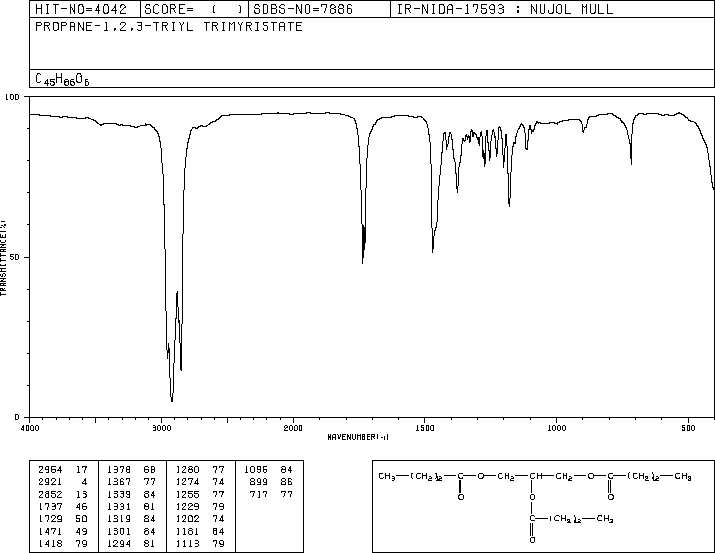 HIT-NO=4042 SCORE= ( ) SDBS-NO=7886 IR-NIDA-17593 : NUJOL MULL
PROPANE-1,2,3-TRIYL TRIMYRISTATE
C45H86O6
100
50
0
TRANSMITTANCE(%)
4000 3000 2000 1500 1000 500
WAVENUMBER(-1)
2954 17 1378 68 1280 77 1096 84
2921 4 1367 77 1274 74 899 86
2852 13 1339 84 1255 77 717 77
1737 46 1331 81 1229 79
1729 50 1319 84 1202 74
1471 49 1301 84 1181 64
1418 79 1294 81 1113 79
CH3—(CH2)12—C—O—CH2—CH—CH2—O—C—(CH2)12—CH3
O O O
C—(CH2)12—CH3
O